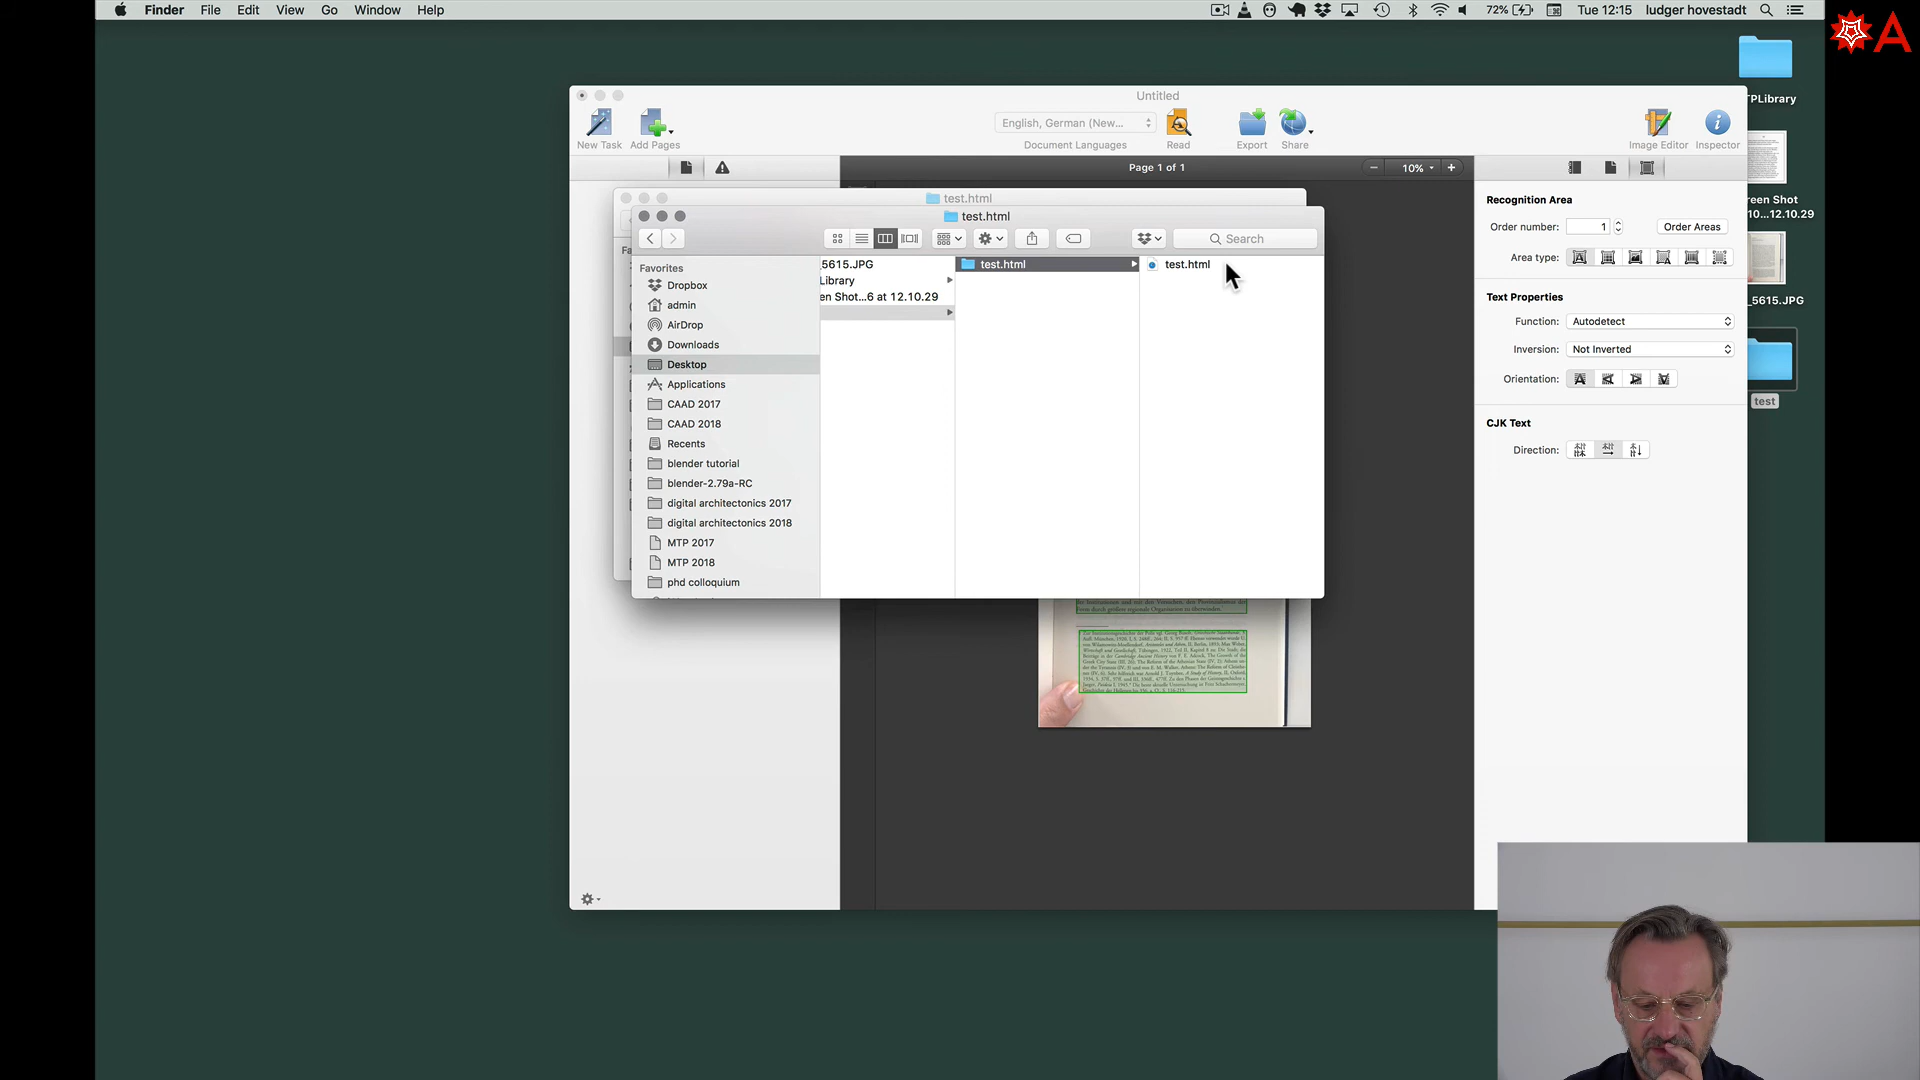 Finder File Edit View Go Window Help
72% Tue 12:15 ludger hovestadt
A
TPLibrary
reen Shot
10...12.10.29
_5615.JPG
test
Untitled
New Task Add Pages
English, German (New...
Document Languages
Read Export Share Image Editor Inspector
Page 1 of 1
10%
test.html
test.html
Search
Fa
Favorites
Dropbox
admin
AirDrop
Downloads
Desktop
Applications
CAAD 2017
CAAD 2018
Recents
blender tutorial
blender-2.79a-RC
digital architectonics 2017
digital architectonics 2018
MTP 2017
MTP 2018
phd colloquium
_5615.JPG
Library
en Shot...6 at 12.10.29
test.html
test.html
Recognition Area
Order number: 1 Order Areas
Area type:
Text Properties
Function: Autodetect
Inversion: Not Inverted
Orientation:
CJK Text
Direction: